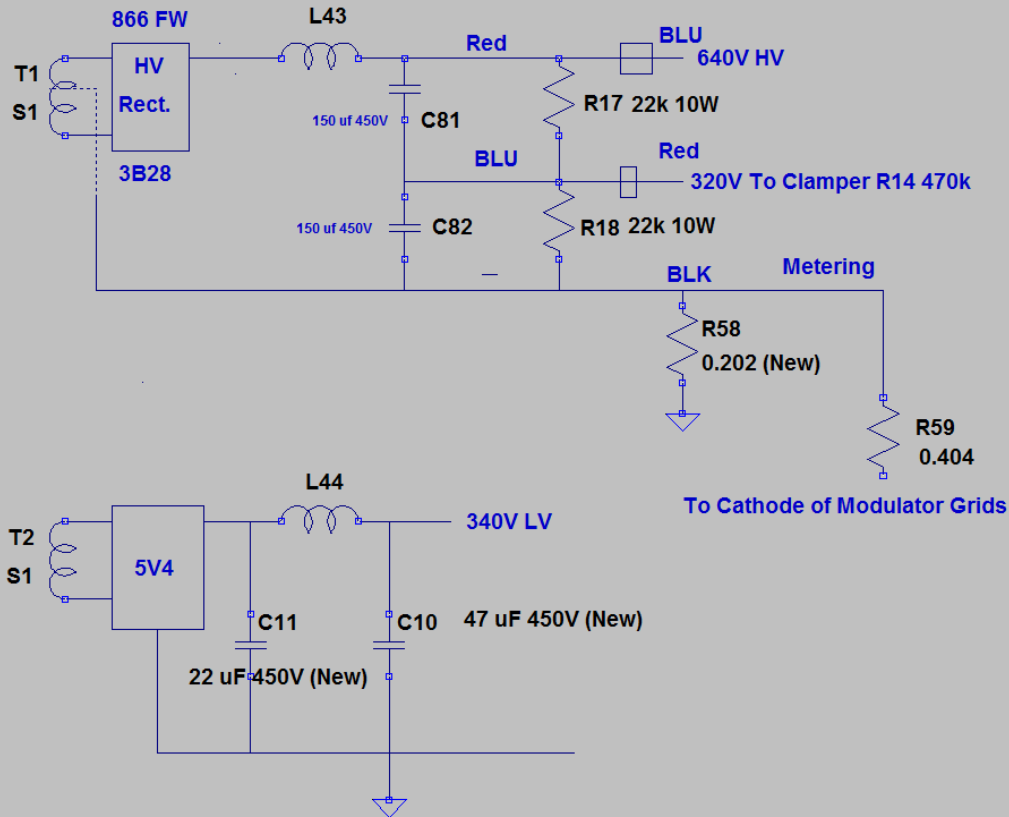 866 FW
L43
T1
S1
HV
Rect.
3B28
Red
BLU
640V HV
150 uf 450V
C81
R17 22k 10W
BLU
Red
320V To Clamper R14 470k
150 uf 450V
C82
R18 22k 10W
BLK
Metering
R58
0.202 (New)
R59
0.404
To Cathode of Modulator Grids
L44
340V LV
T2
S1
5V4
C11
22 uF 450V (New)
C10
47 uF 450V (New)